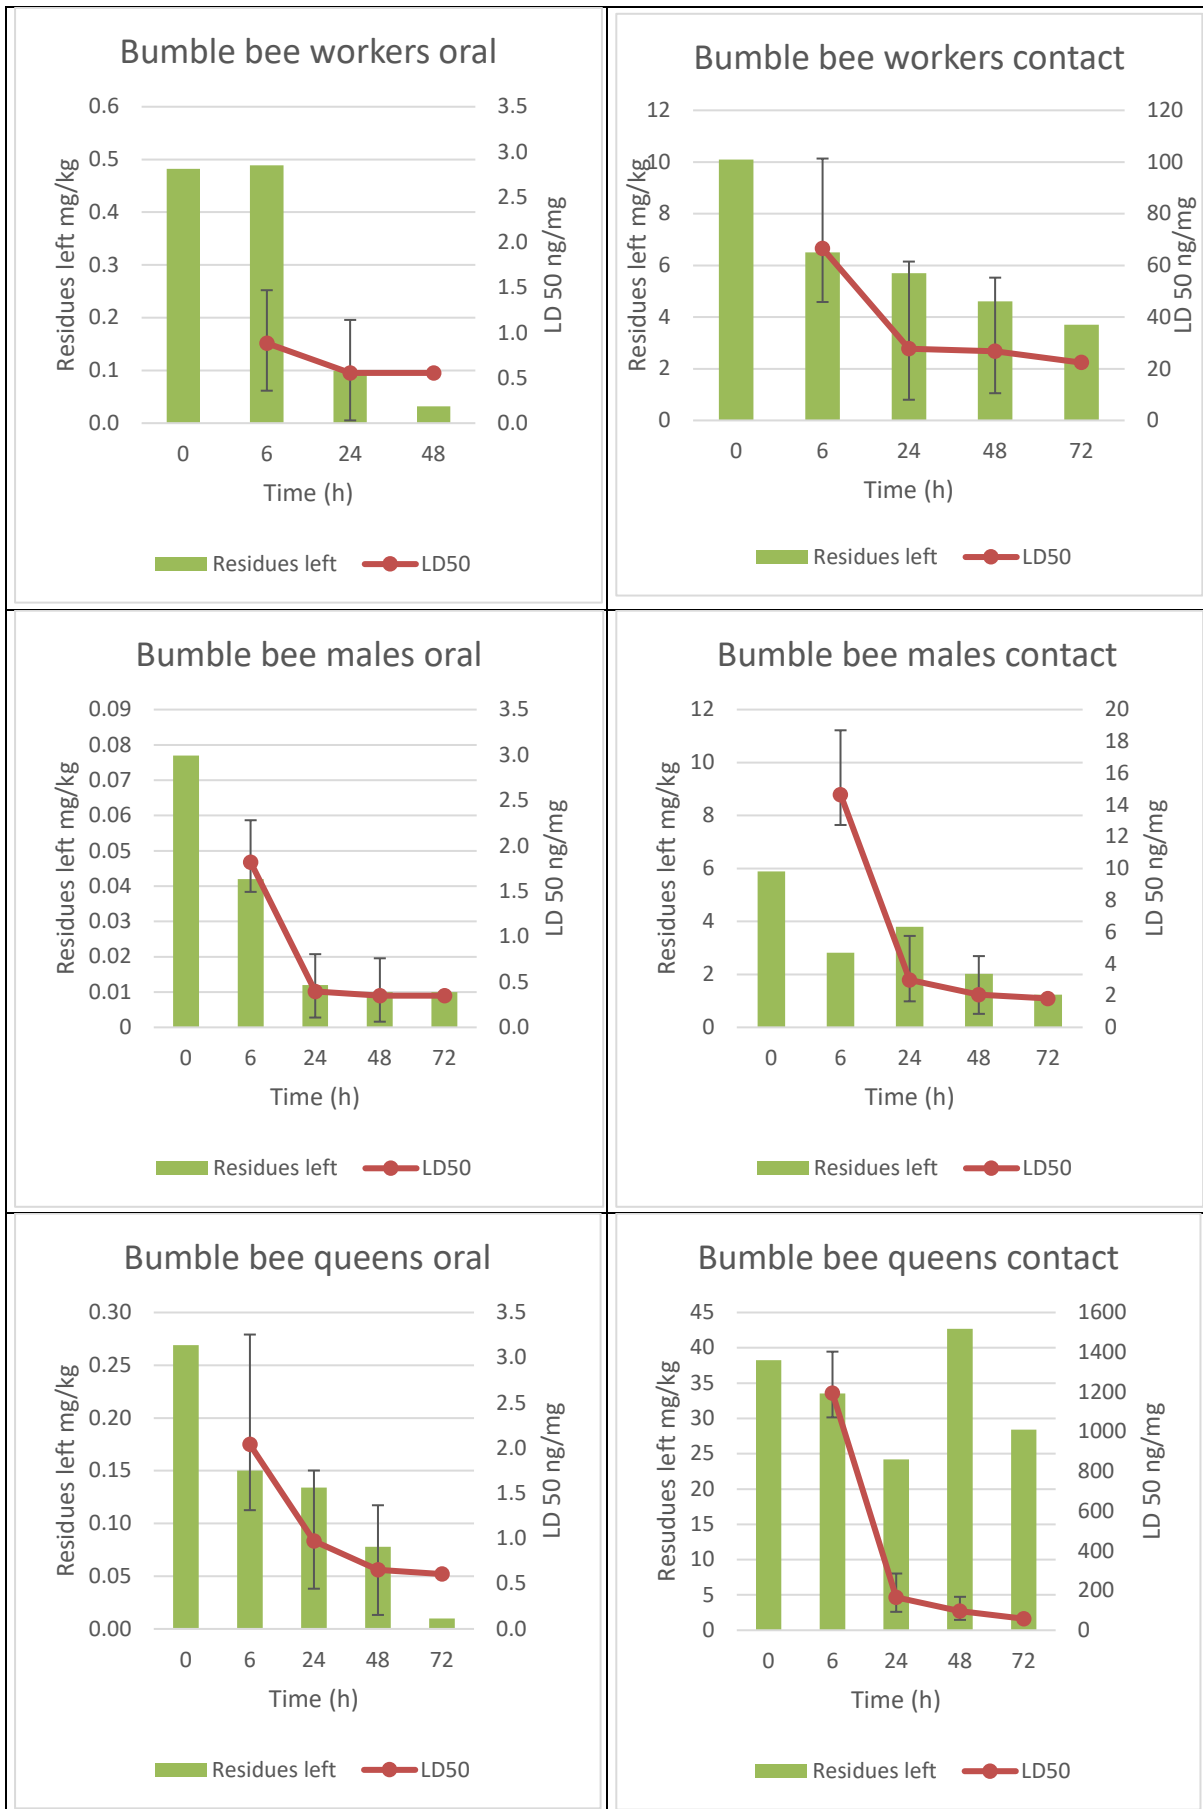 Bumble bee workers oral
0.6
0.5
0.4
0.3
0.2
0.1
0.0
Residues left mg/kg
3.5
3.0
2.5
2.0
1.5
1.0
0.5
0.0
LD 50 ng/mg
0 6 24 48
Time (h)
Residues left LD50
Bumble bee workers contact
12
10
8
6
4
2
0
Residues left mg/kg
120
100
80
60
40
20
0
LD 50 ng/mg
0 6 24 48 72
Time (h)
Residues left LD50
Bumble bee males oral
0.09
0.08
0.07
0.06
0.05
0.04
0.03
0.02
0.01
0
Residues left mg/kg
3.5
3.0
2.5
2.0
1.5
1.0
0.5
0.0
LD 50 ng/mg
0 6 24 48 72
Time (h)
Residues left LD50
Bumble bee males contact
12
10
8
6
4
2
0
Residues left mg/kg
20
18
16
14
12
10
8
6
4
2
0
LD 50 ng/mg
0 6 24 48 72
Time (h)
Residues left LD50
Bumble bee queens oral
0.30
0.25
0.20
0.15
0.10
0.05
0.00
Residues left mg/kg
3.5
3.0
2.5
2.0
1.5
1.0
0.5
0.0
LD 50 ng/mg
0 6 24 48 72
Time (h)
Residues left LD50
Bumble bee queens contact
45
40
35
30
25
20
15
10
5
0
Resudues left mg/kg
1600
1400
1200
1000
800
600
400
200
0
LD 50 ng/mg
0 6 24 48 72
Time (h)
Residues left LD50